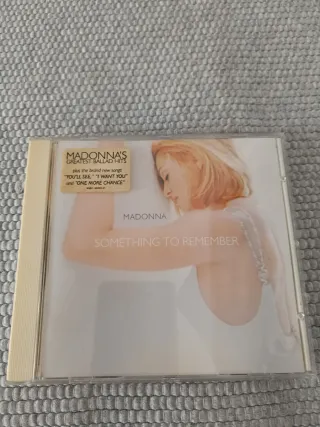 MADONNA'S
GREATEST BALLAD HITS
plus the brand new songs
"YOU'LL SEE," "I WANT YOU"
and "ONE MORE CHANCE"
MADONNA
SOMETHING TO REMEMBER